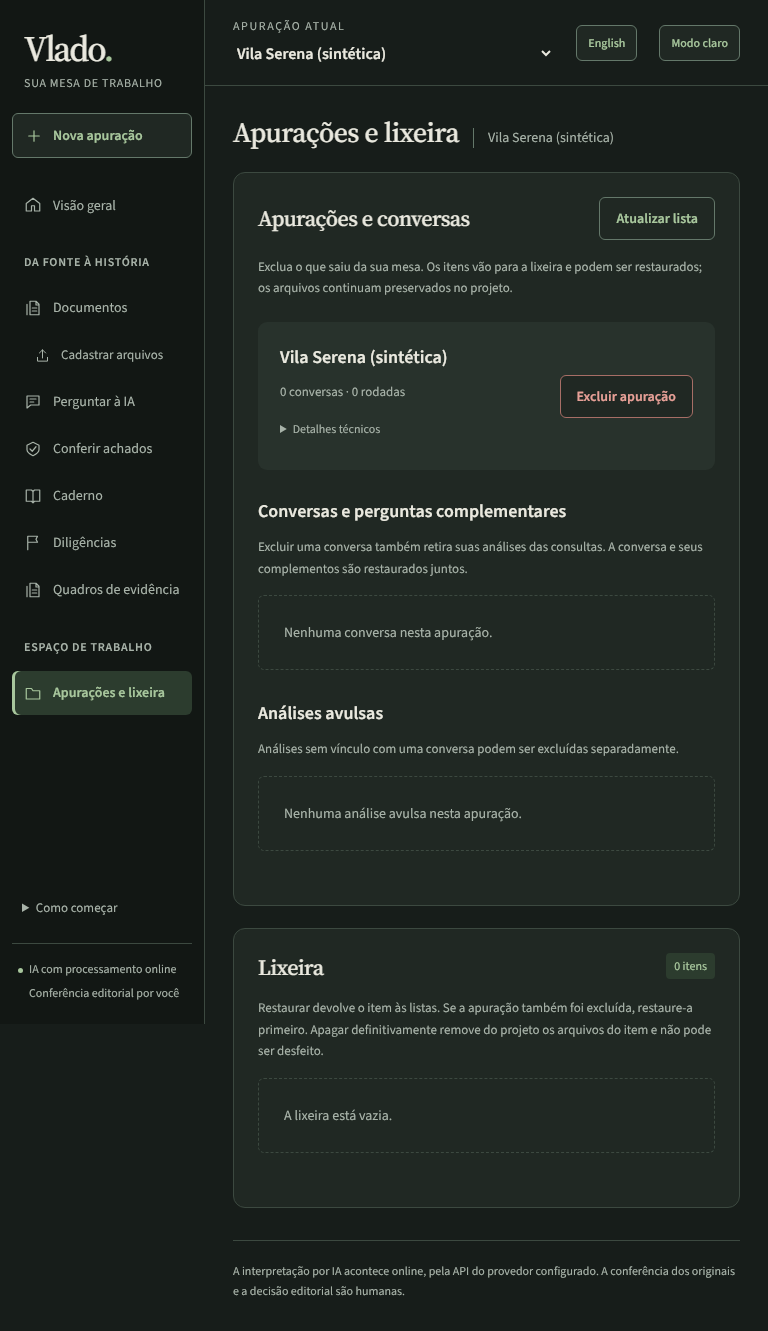 Vlado.
SUA MESA DE TRABALHO
Nova apuração
Visão geral
DA FONTE À HISTÓRIA
Documentos
Cadastrar arquivos
Perguntar à IA
Conferir achados
Caderno
Diligências
Quadros de evidência
ESPAÇO DE TRABALHO
Apurações e lixeira
Como começar
IA com processamento online
Conferência editorial por você
APURAÇÃO ATUAL
Vila Serena (sintética)
English
Modo claro
Apurações e lixeira
Vila Serena (sintética)
Apurações e conversas
Atualizar lista
Exclua o que saiu da sua mesa. Os itens vão para a lixeira e podem ser restaurados;
os arquivos continuam preservados no projeto.
Vila Serena (sintética)
0 conversas · 0 rodadas
Detalhes técnicos
Excluir apuração
Conversas e perguntas complementares
Excluir uma conversa também retira suas análises das consultas. A conversa e seus
complementos são restaurados juntos.
Nenhuma conversa nesta apuração.
Análises avulsas
Análises sem vínculo com uma conversa podem ser excluídas separadamente.
Nenhuma análise avulsa nesta apuração.
Lixeira
0 itens
Restaurar devolve o item às listas. Se a apuração também foi excluída, restaure-a
primeiro. Apagar definitivamente remove do projeto os arquivos do item e não pode
ser desfeito.
A lixeira está vazia.
A interpretação por IA acontece online, pela API do provedor configurado. A conferência dos originais
e a decisão editorial são humanas.